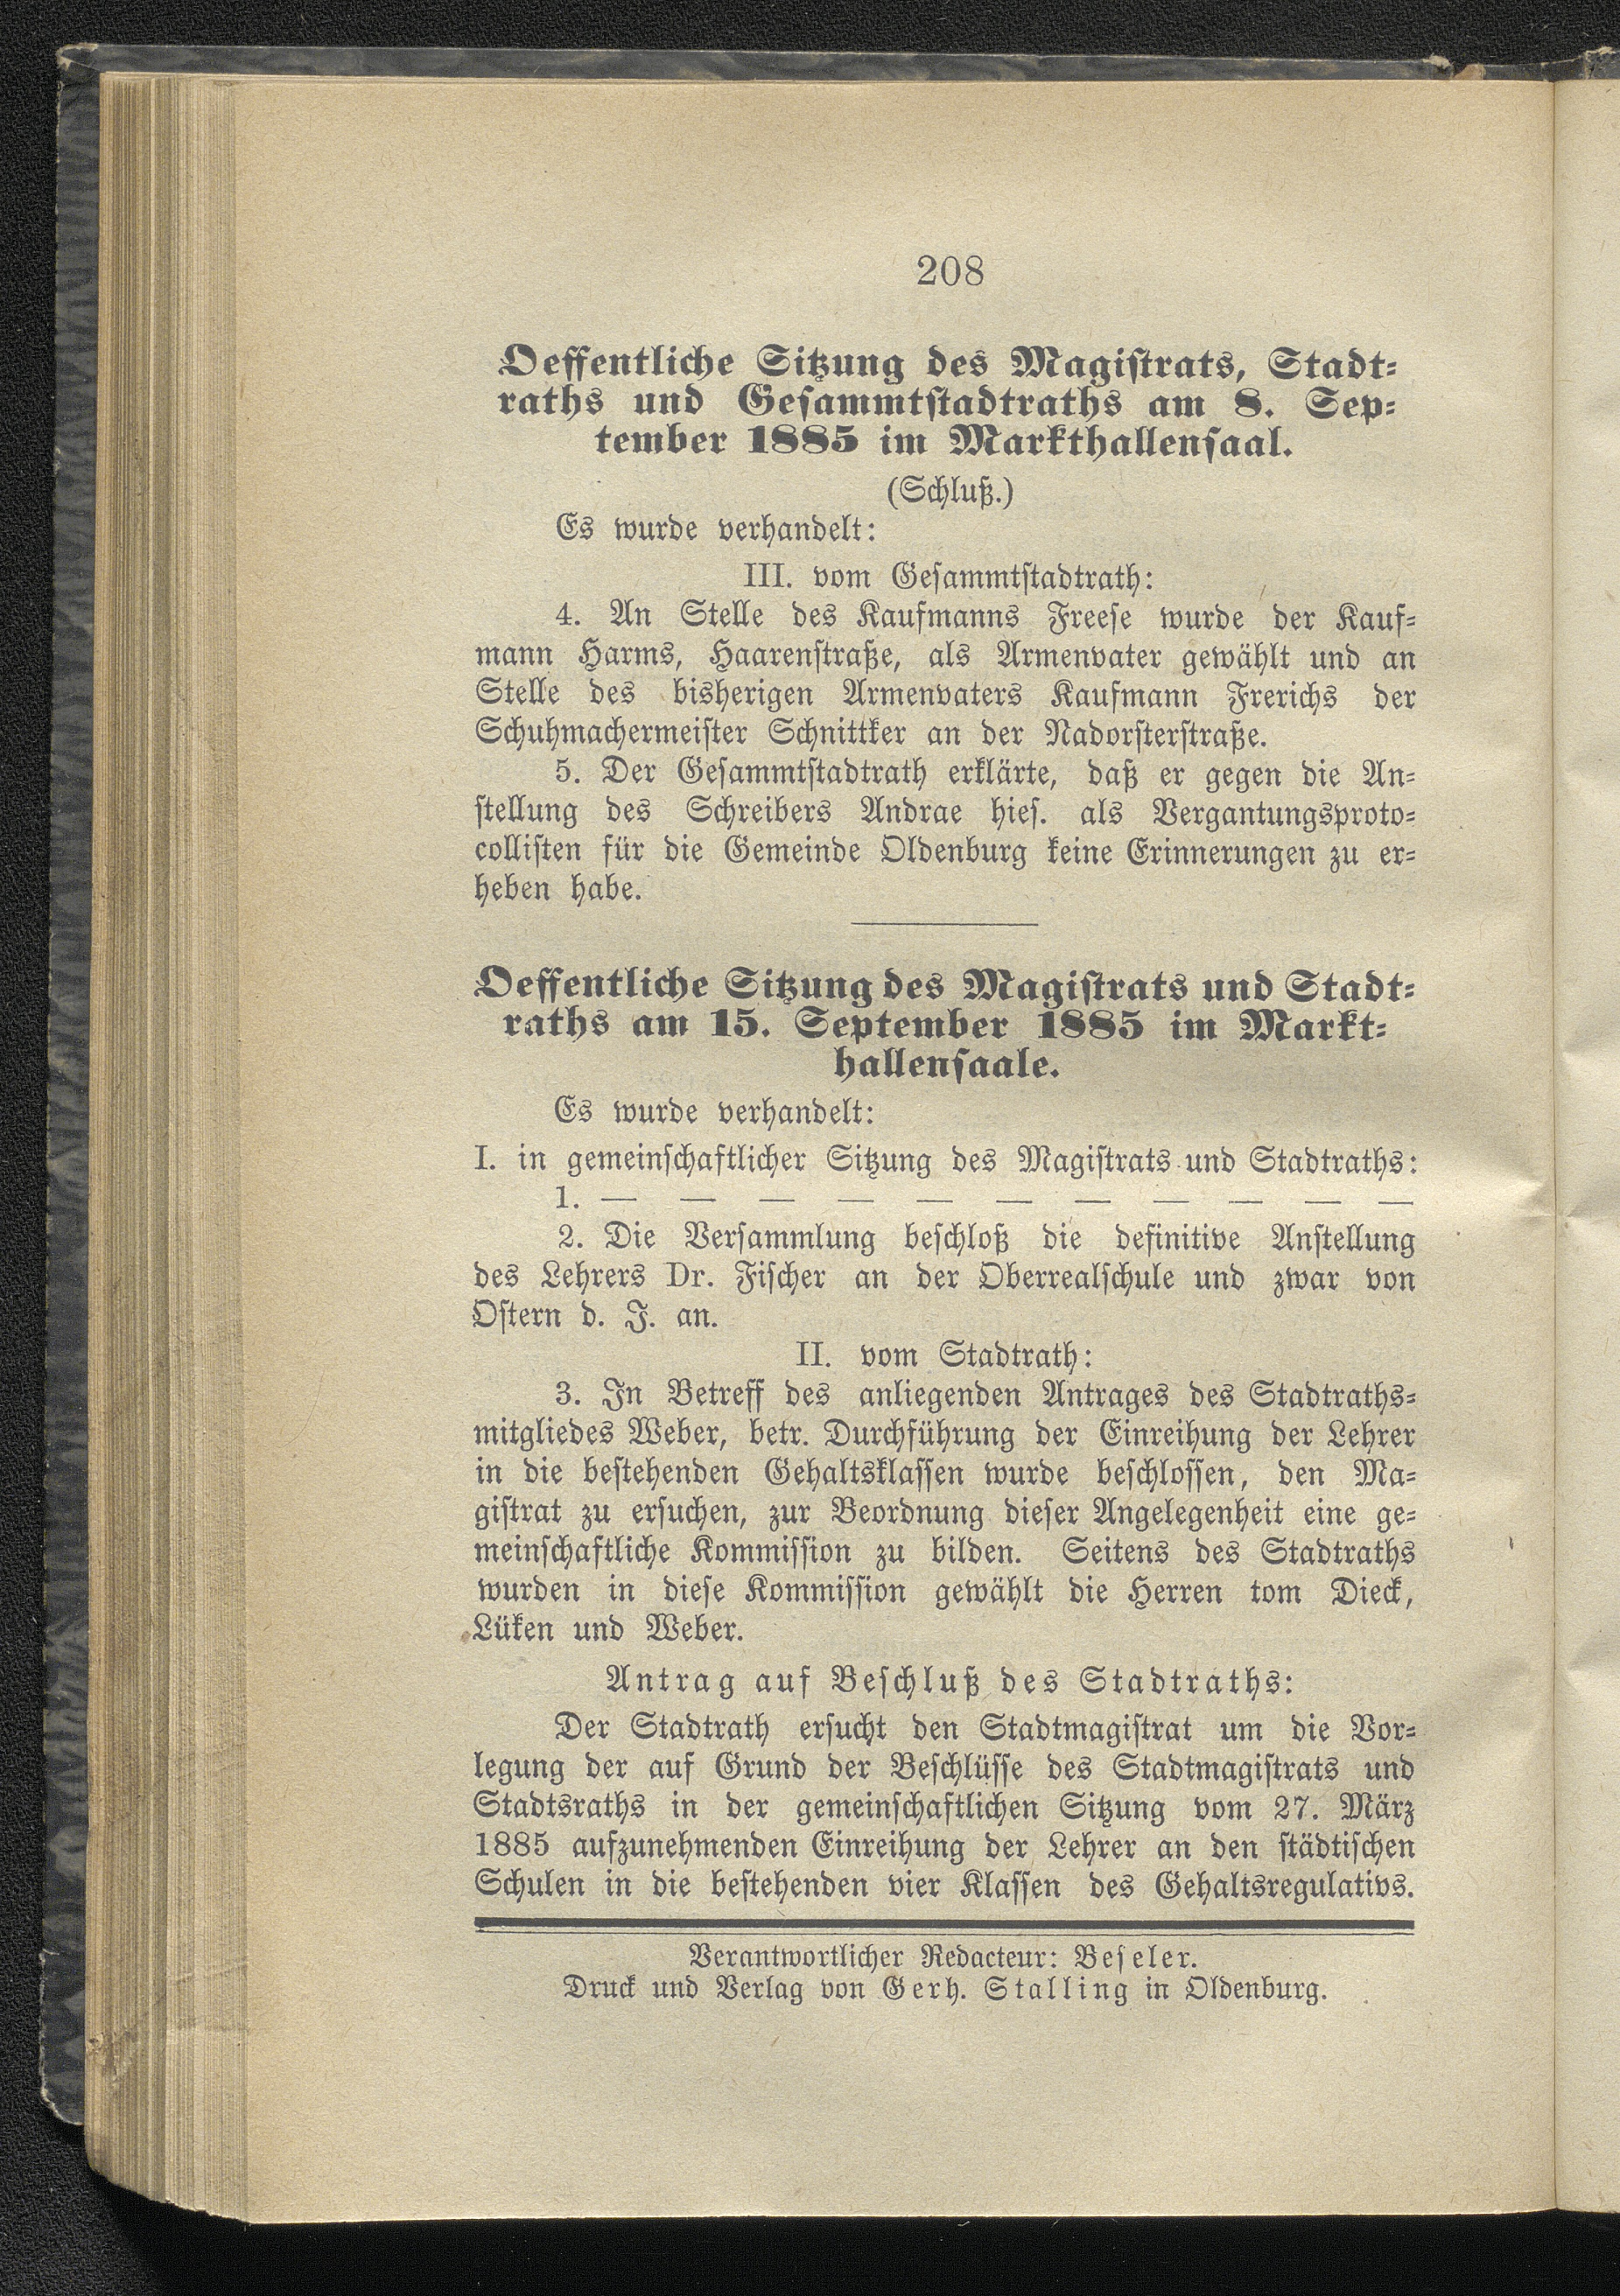 208
Oeffentliche Sitzung des Magistrats, Stadt-
raths und Gesammtstadtraths am 8. Sep-
tember 1885 im Markthallensaal.
(Schluß.)
Es wurde verhandelt:
III. vom Gesammtstadtrath:
4. An Stelle des Kaufmanns Freese wurde der Kauf-
mann Harms, Haarenstraße, als Armenvater gewählt und an
Stelle des bisherigen Armenvaters Kaufmann Frerichs der
Schuhmachermeister Schnittker an der Nadorsterstraße.
5. Der Gesammtstadtrath erklärte, daß er gegen die An-
stellung des Schreibers Andrae hies. als Vergantungsproto-
collisten für die Gemeinde Oldenburg keine Erinnerungen zu er-
heben habe.
Oeffentliche Sitzung des Magistrats und Stadt-
raths am 15. September 1885 im Markt-
hallensaale.
Es wurde verhandelt:
I. in gemeinschaftlicher Sitzung des Magistrats und Stadtraths:
1. — — — — — — — — — — —
2. Die Versammlung beschloß die definitive Anstellung
des Lehrers Dr. Fischer an der Oberrealschule und zwar von
Ostern d. J. an.
II. vom Stadtrath:
3. In Betreff des anliegenden Antrages des Stadtraths-
mitgliedes Weber, betr. Durchführung der Einreihung der Lehrer
in die bestehenden Gehaltsklassen wurde beschlossen, den Ma-
gistrat zu ersuchen, zur Beordnung dieser Angelegenheit eine ge-
meinschaftliche Kommission zu bilden. Seitens des Stadtraths
wurden in diese Kommission gewählt die Herren tom Dieck,
Lüken und Weber.
Antrag auf Beschluß des Stadtraths:
Der Stadtrath ersucht den Stadtmagistrat um die Vor-
legung der auf Grund der Beschlüsse des Stadtmagistrats und
Stadtsraths in der gemeinschaftlichen Sitzung vom 27. März
1885 aufzunehmenden Einreihung der Lehrer an den städtischen
Schulen in die bestehenden vier Klassen des Gehaltsregulativs.
Verantwortlicher Redacteur: Beseler.
Druck und Verlag von Gerh. Stalling in Oldenburg.